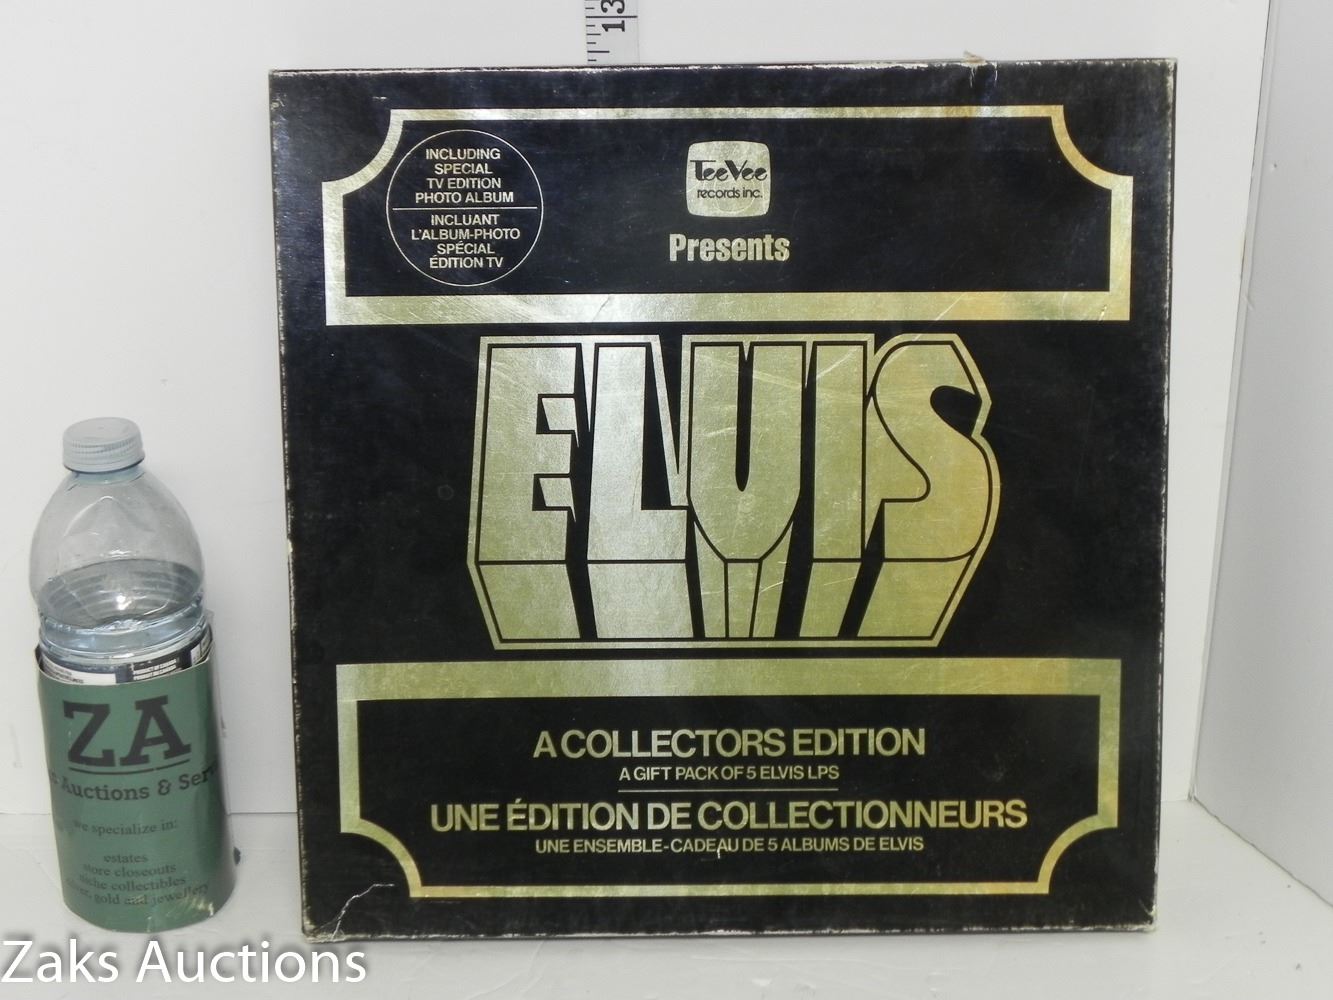 13
INCLUDING
SPECIAL
TV EDITION
PHOTO ALBUM
INCLUANT
L'ALBUM-PHOTO
SPÉCIAL
ÉDITION TV
TeeVee
records inc.
Presents
ELVIS
A COLLECTORS EDITION
A GIFT PACK OF 5 ELVIS LPS
UNE ÉDITION DE COLLECTIONNEURS
UNE ENSEMBLE-CADEAU DE 5 ALBUMS DE ELVIS
ZA
Auctions &
we specialize in:
estates
store closeouts
niche collectibles
gold and jewellery
Zaks Auctions